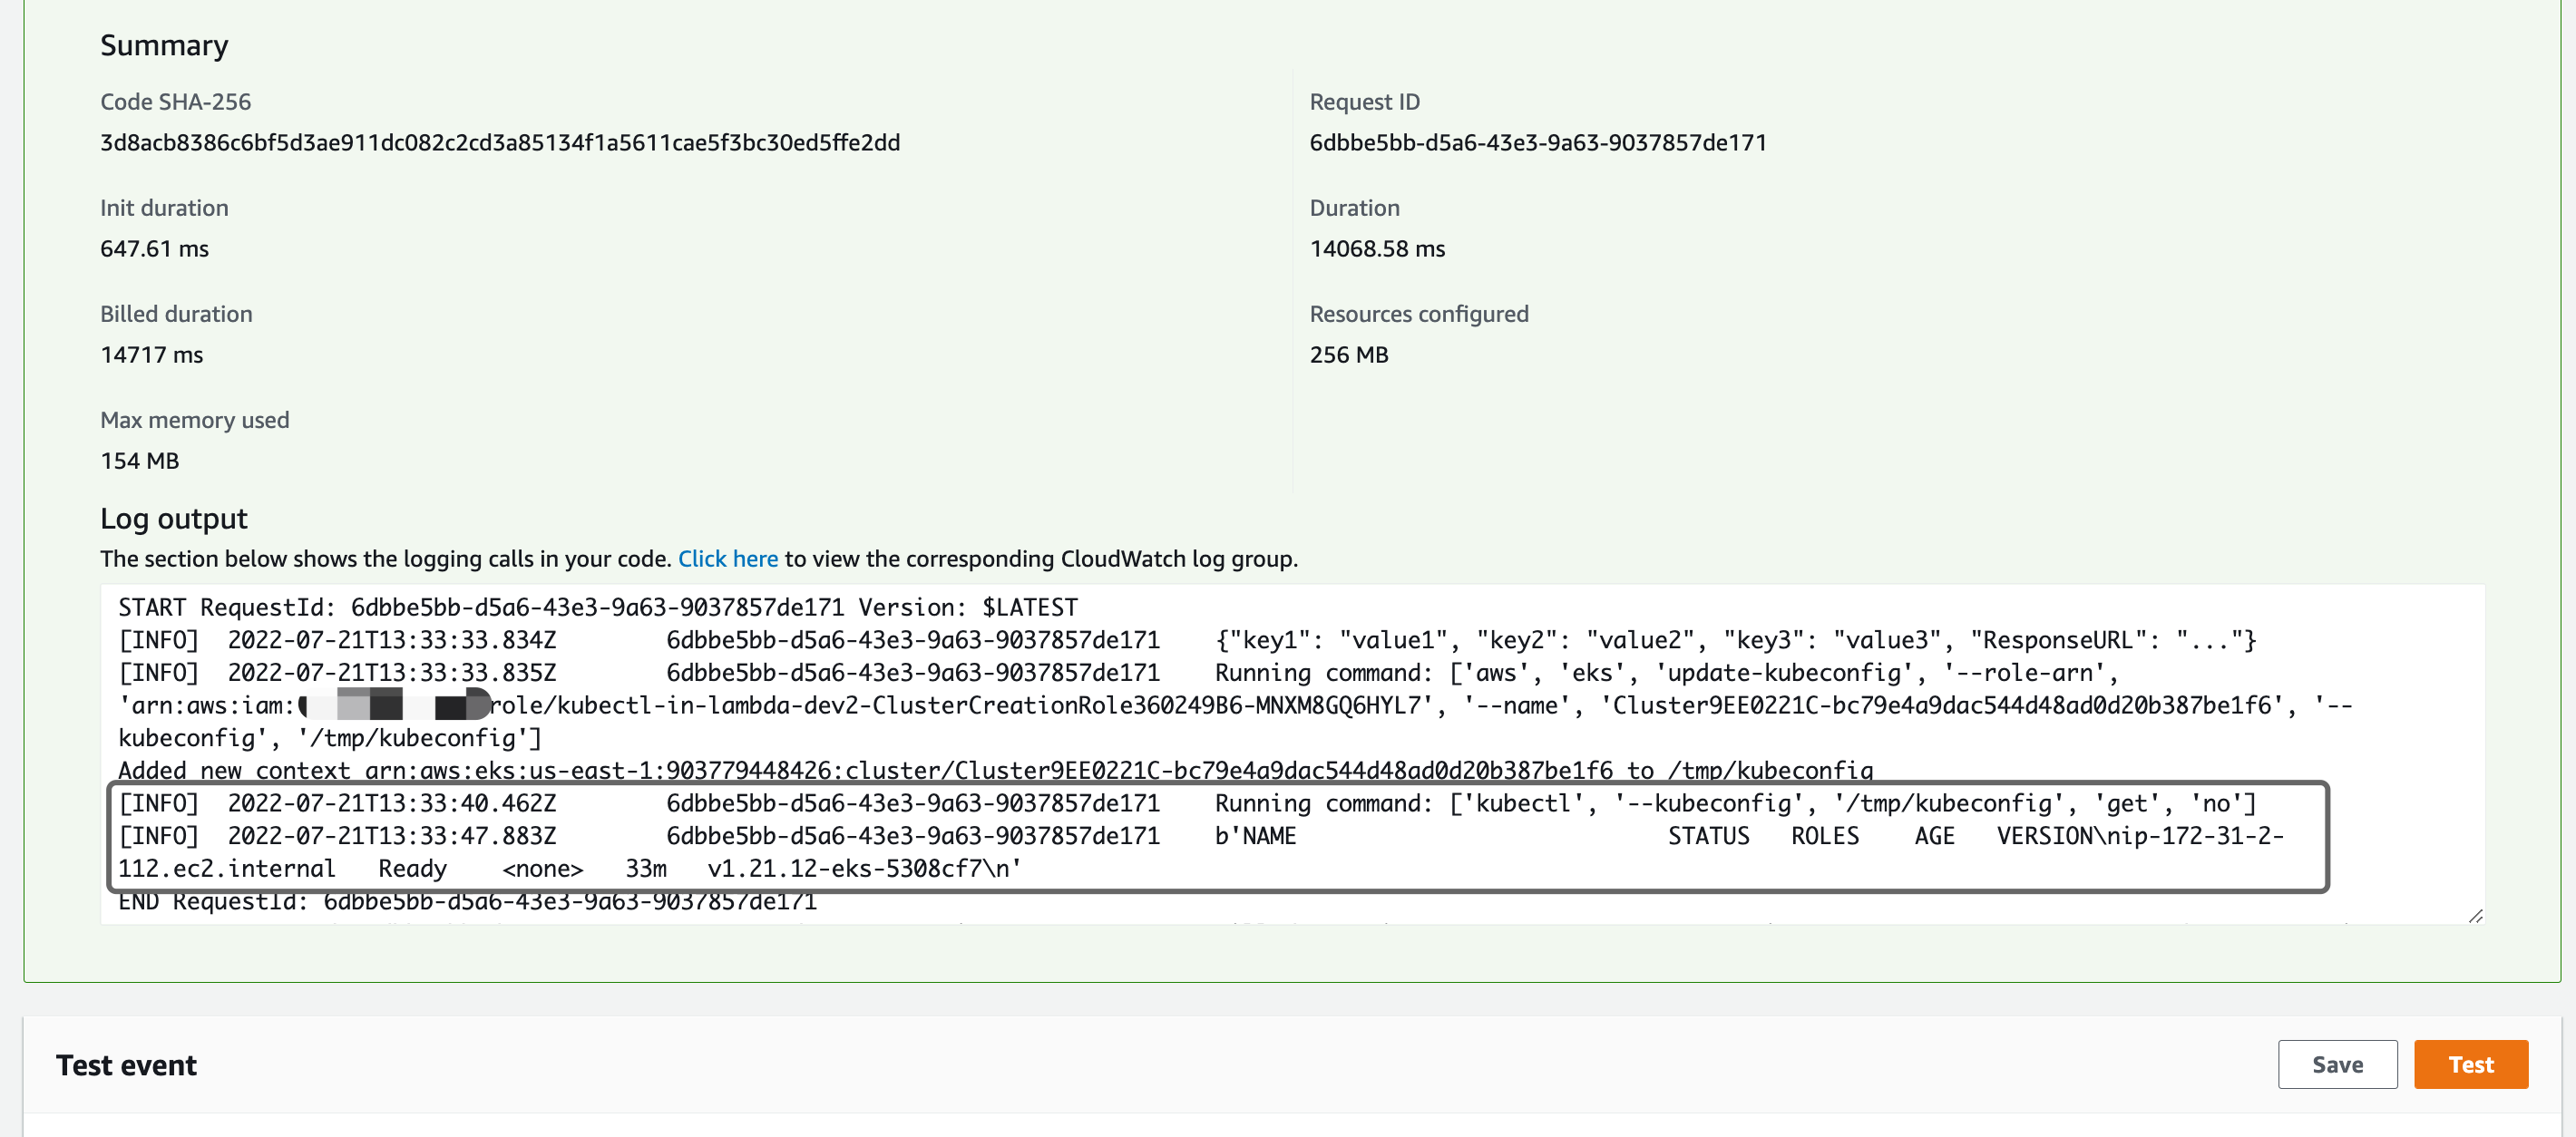 Summary
Code SHA-256
3d8acb8386c6bf5d3ae911dc082c2cd3a85134f1a5611cae5f3bc30ed5ffe2dd
Request ID
6dbbe5bb-d5a6-43e3-9a63-9037857de171
Init duration
647.61 ms
Duration
14068.58 ms
Billed duration
14717 ms
Resources configured
256 MB
Max memory used
154 MB
Log output
The section below shows the logging calls in your code. Click here to view the corresponding CloudWatch log group.
START RequestId: 6dbbe5bb-d5a6-43e3-9a63-9037857de171 Version: $LATEST
[INFO] 2022-07-21T13:33:33.834Z 6dbbe5bb-d5a6-43e3-9a63-9037857de171 {"key1": "value1", "key2": "value2", "key3": "value3", "ResponseURL": "..."}
[INFO] 2022-07-21T13:33:33.835Z 6dbbe5bb-d5a6-43e3-9a63-9037857de171 Running command: ['aws', 'eks', 'update-kubeconfig', '--role-arn',
'arn:aws:iam: role/kubectl-in-lambda-dev2-ClusterCreationRole360249B6-MNXM8GQ6HYL7', '--name', 'Cluster9EE0221C-bc79e4a9dac544d48ad0d20b387be1f6', '--
kubeconfig', '/tmp/kubeconfig']
Added new context arn:aws:eks:us-east-1:903779448426:cluster/Cluster9EE0221C-bc79e4a9dac544d48ad0d20b387be1f6 to /tmp/kubeconfig
[INFO] 2022-07-21T13:33:40.462Z 6dbbe5bb-d5a6-43e3-9a63-9037857de171 Running command: ['kubectl', '--kubeconfig', '/tmp/kubeconfig', 'get', 'no']
[INFO] 2022-07-21T13:33:47.883Z 6dbbe5bb-d5a6-43e3-9a63-9037857de171 b'NAME STATUS ROLES AGE VERSION\nip-172-31-2-
112.ec2.internal Ready <none> 33m v1.21.12-eks-5308cf7\n'
END RequestId: 6dbbe5bb-d5a6-43e3-9a63-9037857de171
Test event
Save
Test